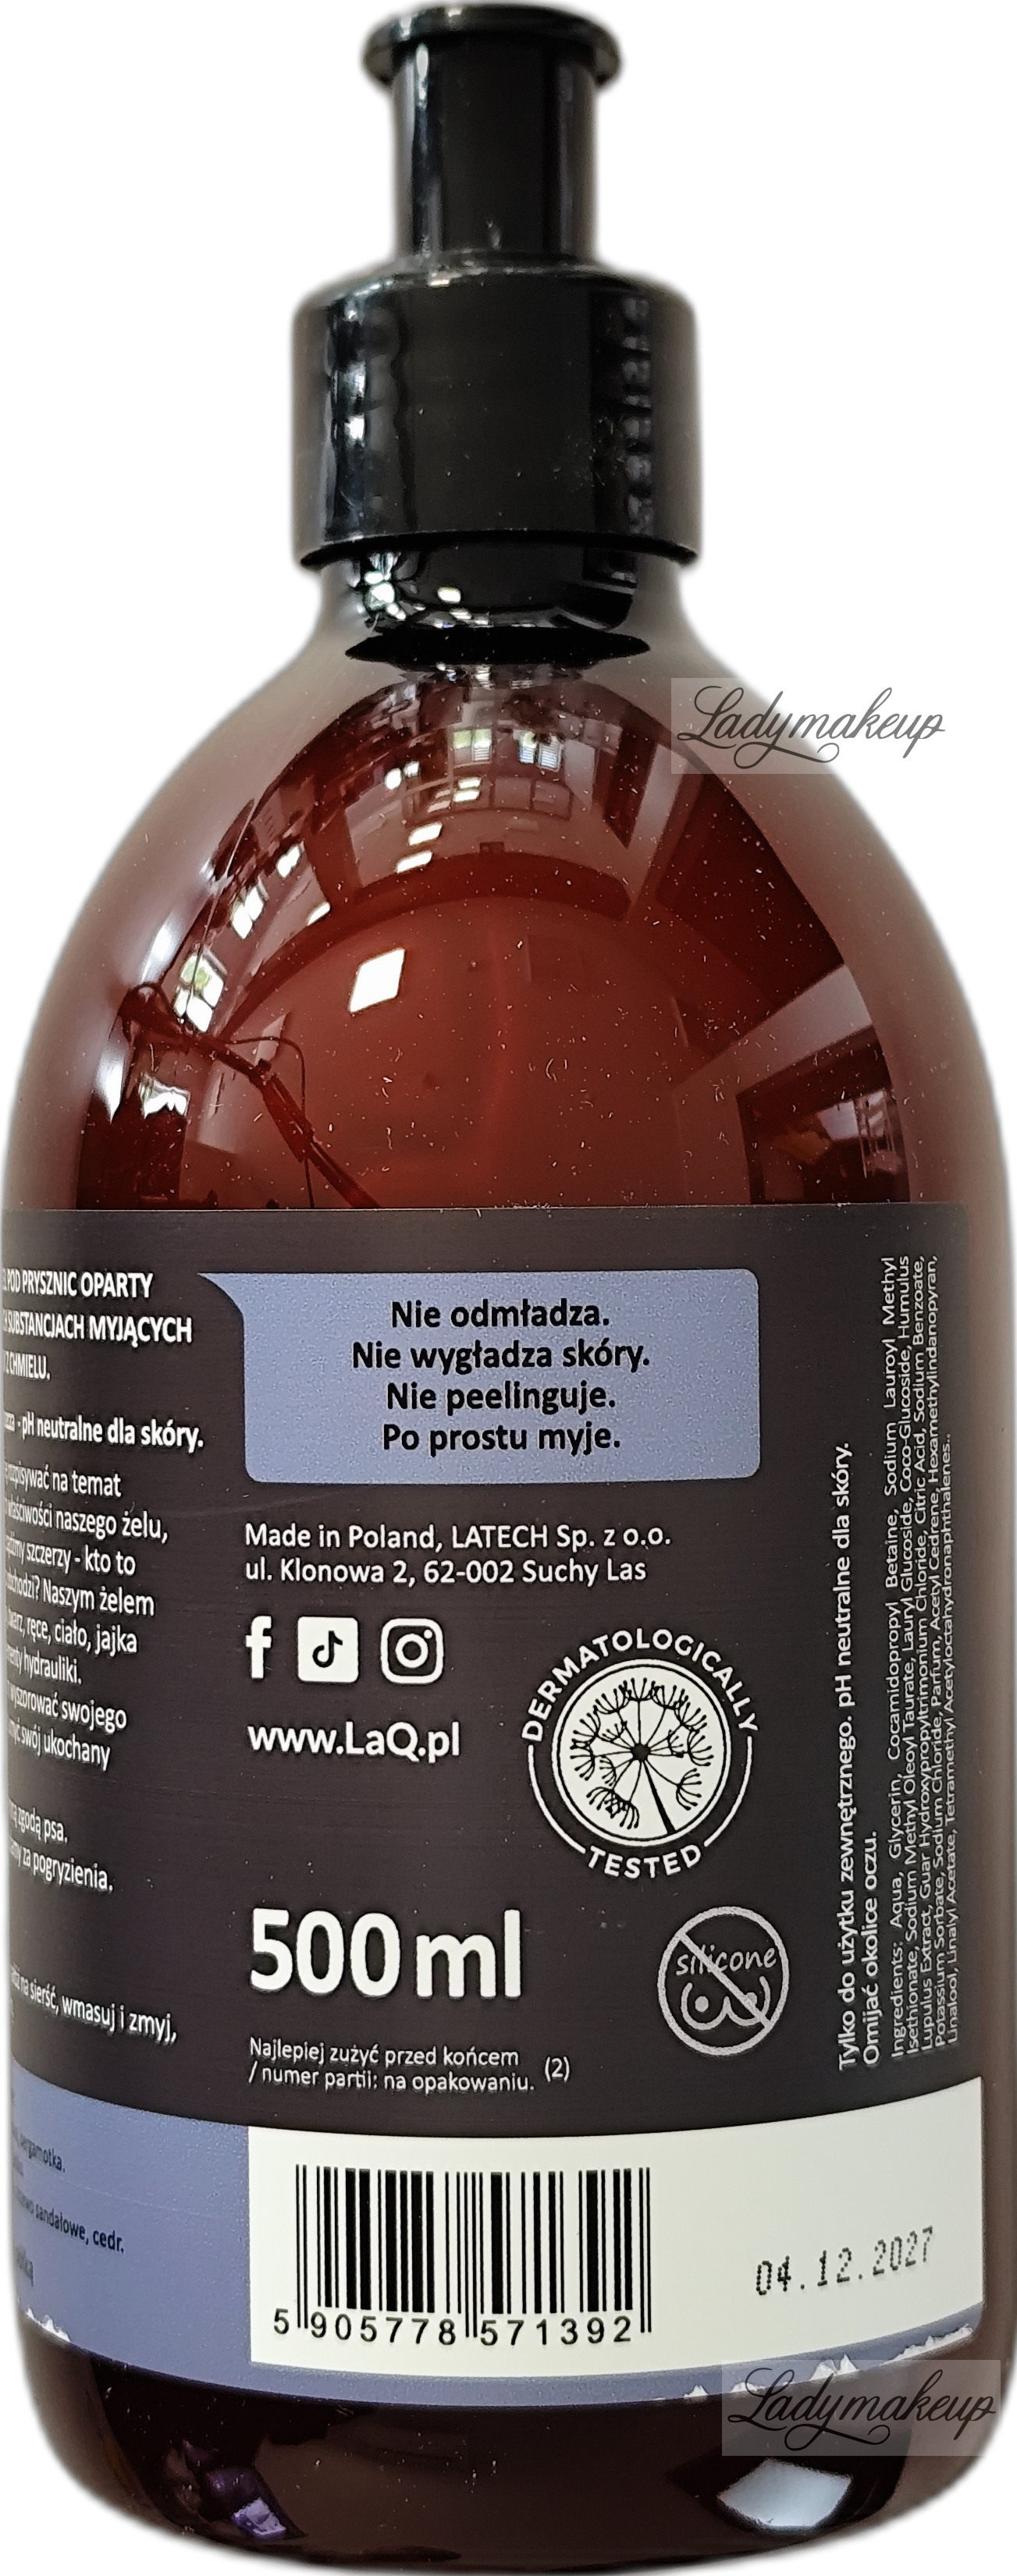 Ladymakeup
POD PRYSZNIC OPARTY
SUBSTANCJACH MYJĄCYCH
Z CHMIELU.
- pH neutralne dla skóry.
rozpisywać na temat
właściwości naszego żelu,
szczerzy - kto to
Naszym żelem
ręce, ciało, jajka
hydrauliki.
wyszorować swojego
swój ukochany
zgodą psa.
za pogryzienia.
na sierść, wmasuj i zmyj,
bergamotka.
sandałowe, cedr.
Nie odmładza.
Nie wygładza skóry.
Nie peelinguje.
Po prostu myje.
Made in Poland, LATECH Sp. z o.o.
ul. Klonowa 2, 62-002 Suchy Las
www.LaQ.pl
DERMATOLOGICALLY
TESTED
500 ml
silicone
Najlepiej zużyć przed końcem
/ numer partii: na opakowaniu. (2)
Tylko do użytku zewnętrznego. pH neutralne dla skóry.
Omijać okolice oczu.
Ingredients: Aqua, Glycerin, Cocamidopropyl Betaine, Sodium Lauroyl Methyl
Isethionate, Sodium Methyl Oleoyl Taurate, Lauryl Glucoside, Coco-Glucoside, Humulus
Lupulus Extract, Guar Hydroxypropyltrimonium Chloride, Citric Acid, Sodium Benzoate,
Potassium Sorbate, Sodium Chloride, Parfum, Acetyl Cedrene, Hexamethylindanopyran,
Linalool, Linalyl Acetate, Tetramethyl Acetyloctahydronaphthalenes..
5 905778 571392
04.12.2027
Ladymakeup